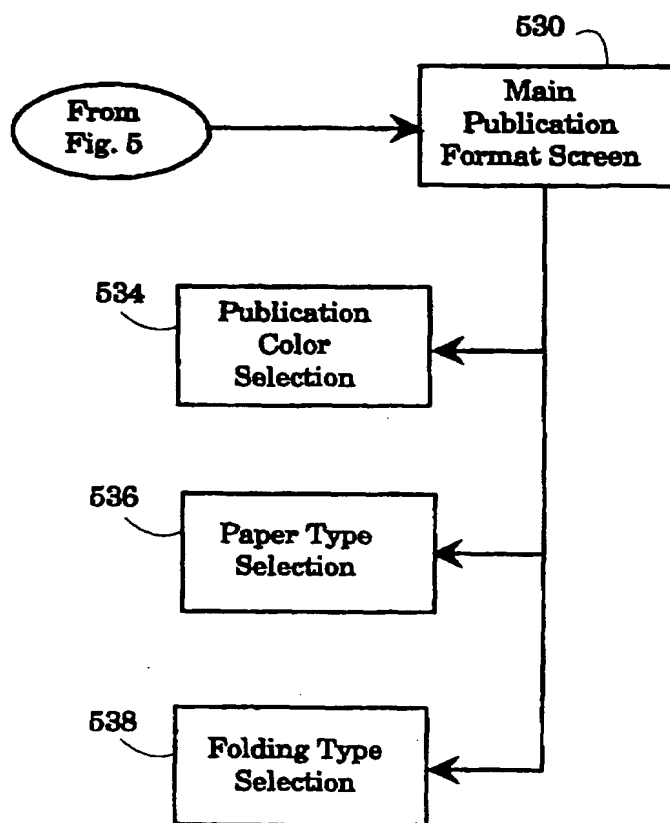 530
From
Fig. 5
Main
Publication
Format Screen
534
Publication
Color
Selection
536
Paper Type
Selection
538
Folding Type
Selection